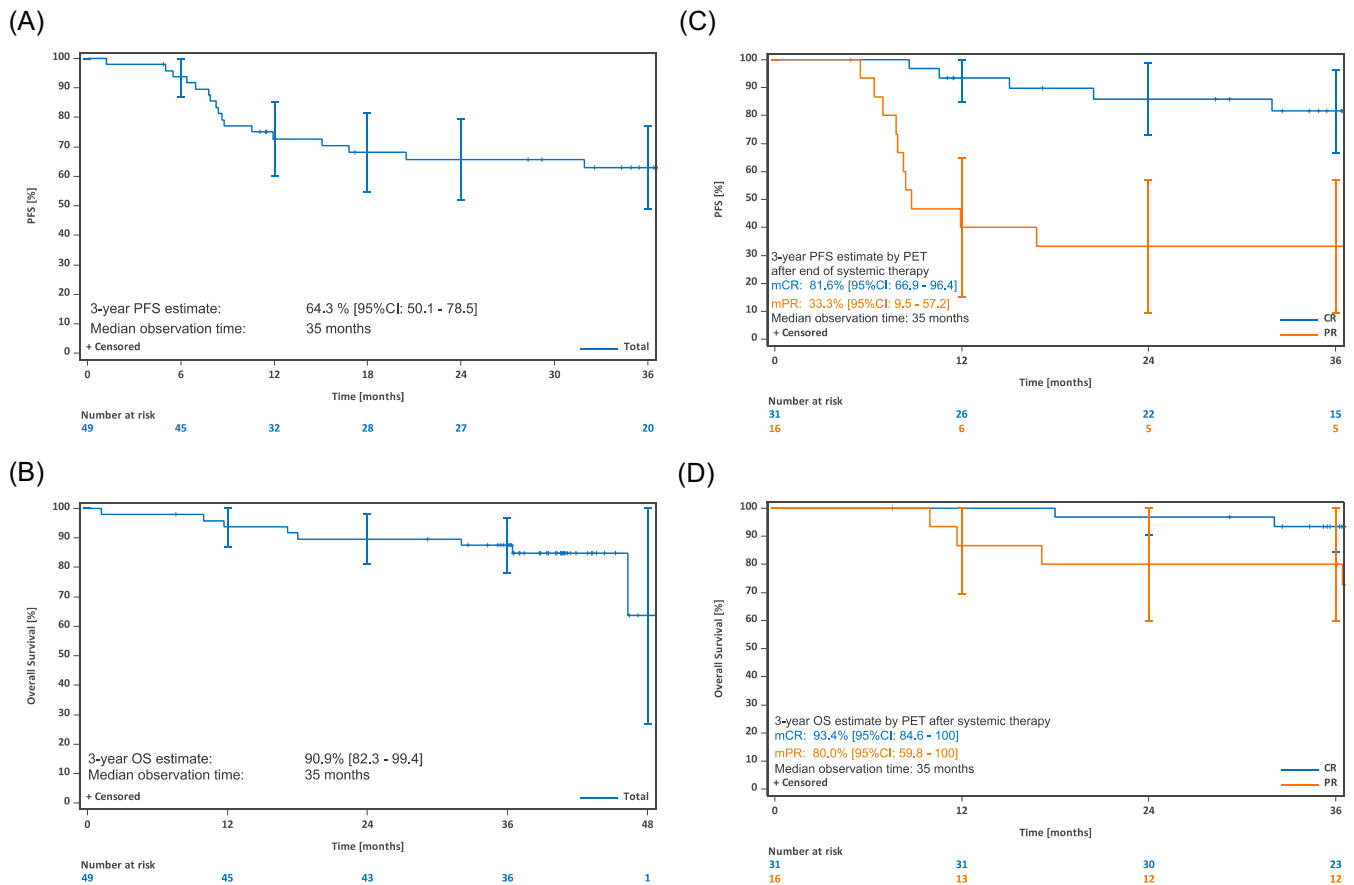 (A)
100
90
80
70
60
50
40
30
20
10
0
PFS [%]
3-year PFS estimate: 64.3 % [95%CI: 50.1 - 78.5]
Median observation time: 35 months
+ Censored
Total
0 6 12 18 24 30 36
Time [months]
Number at risk
49 45 32 28 27 20
(C)
100
90
80
70
60
50
40
30
20
10
0
PFS [%]
3-year PFS estimate by PET
after end of systemic therapy
mCR: 81.6% [95%CI: 66.9 - 96.4]
mPR: 33.3% [95%CI: 9.5 - 57.2]
Median observation time: 35 months
+ Censored
CR
PR
0 12 24 36
Time [months]
Number at risk
31 26 22 15
16 6 5 5
(B)
100
90
80
70
60
50
40
30
20
10
0
Overall Survival [%]
3-year OS estimate: 90.9% [82.3 - 99.4]
Median observation time: 35 months
+ Censored
Total
0 12 24 36 48
Time [months]
Number at risk
49 45 43 36 1
(D)
100
90
80
70
60
50
40
30
20
10
0
Overall Survival [%]
3-year OS estimate by PET after systemic therapy
mCR: 93.4% [95%CI: 84.6 - 100]
mPR: 80.0% [95%CI: 59.8 - 100]
Median observation time: 35 months
+ Censored
CR
PR
0 12 24 36
Time [months]
Number at risk
31 31 30 23
16 13 12 12